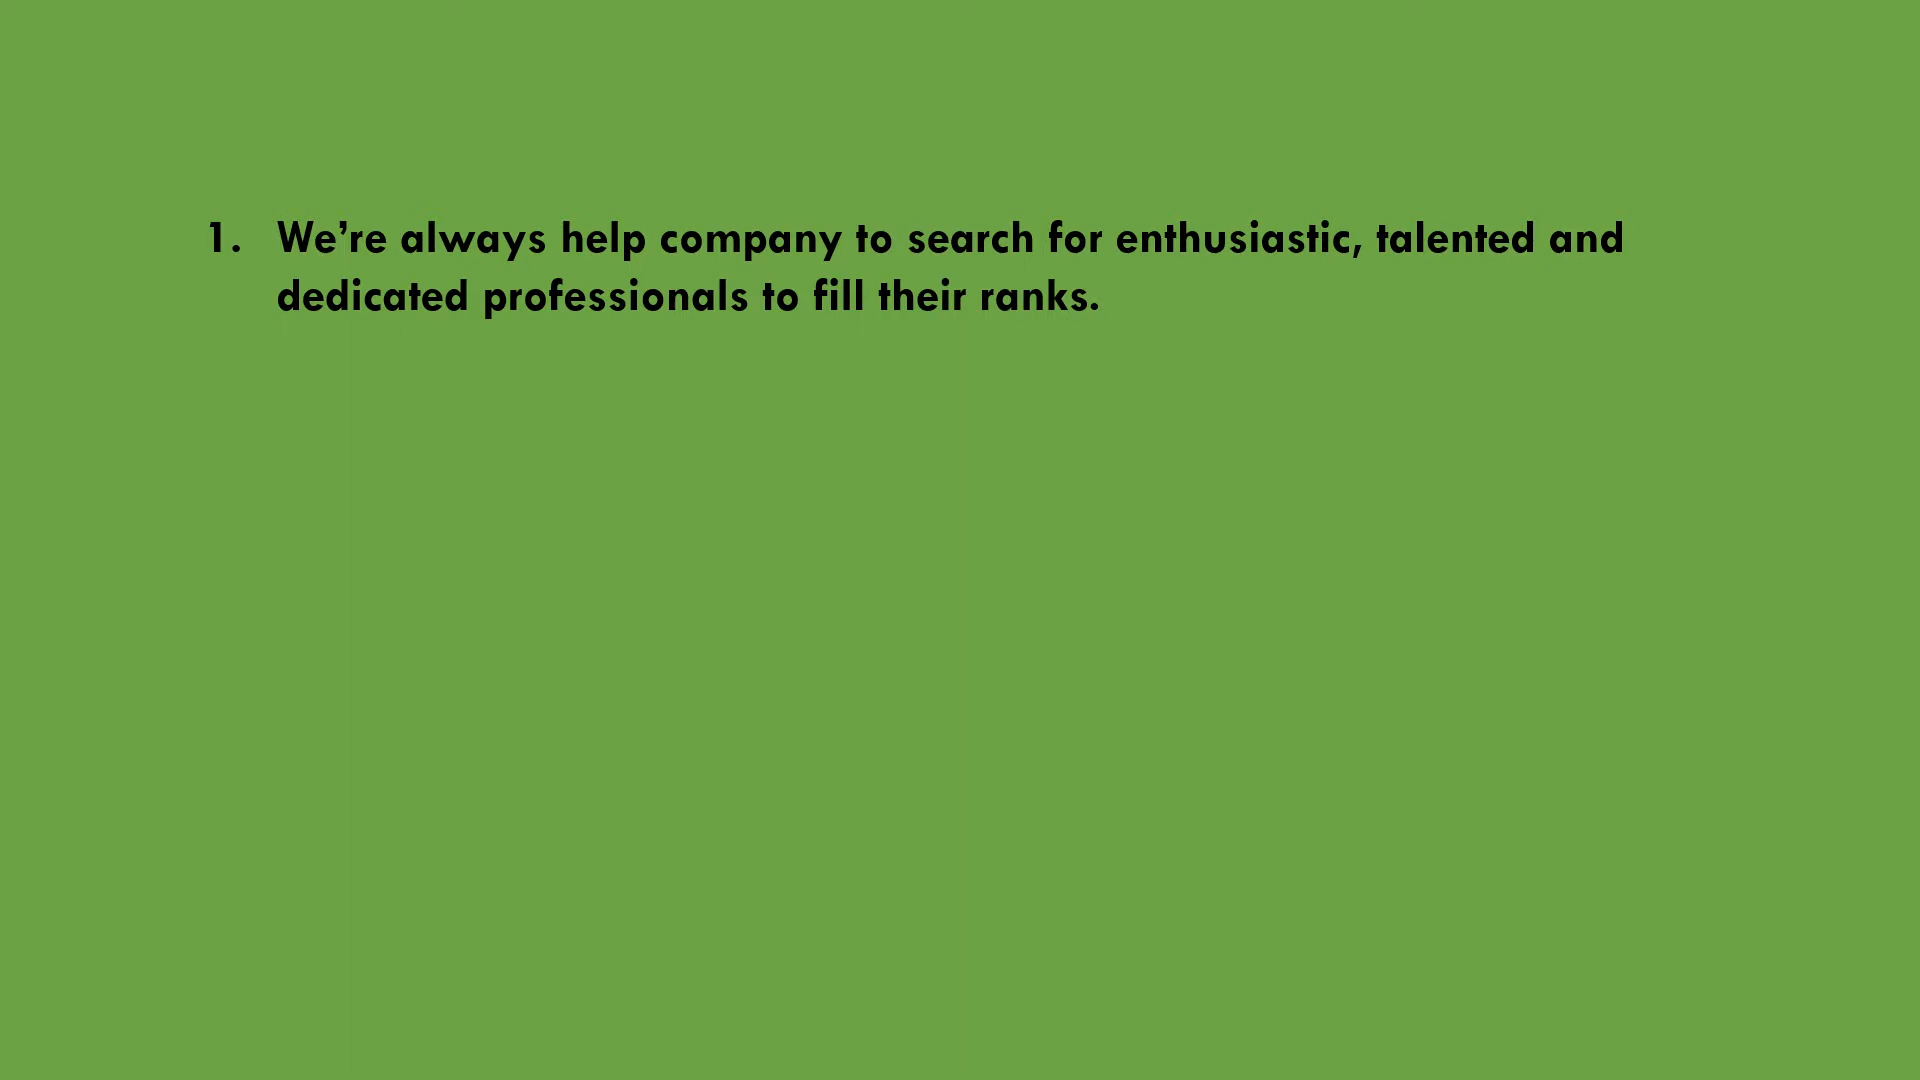 1. We’re always help company to search for enthusiastic, talented and
dedicated professionals to fill their ranks.